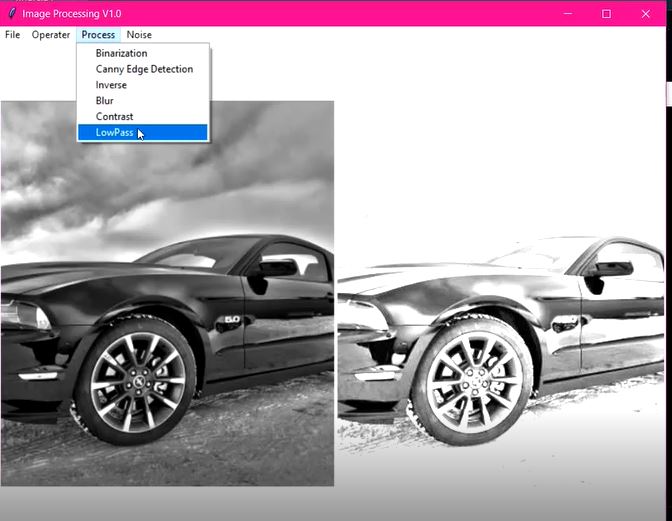 Image Processing V1.0
File Operater Process Noise
Binarization
Canny Edge Detection
Inverse
Blur
Contrast
LowPass
5.0